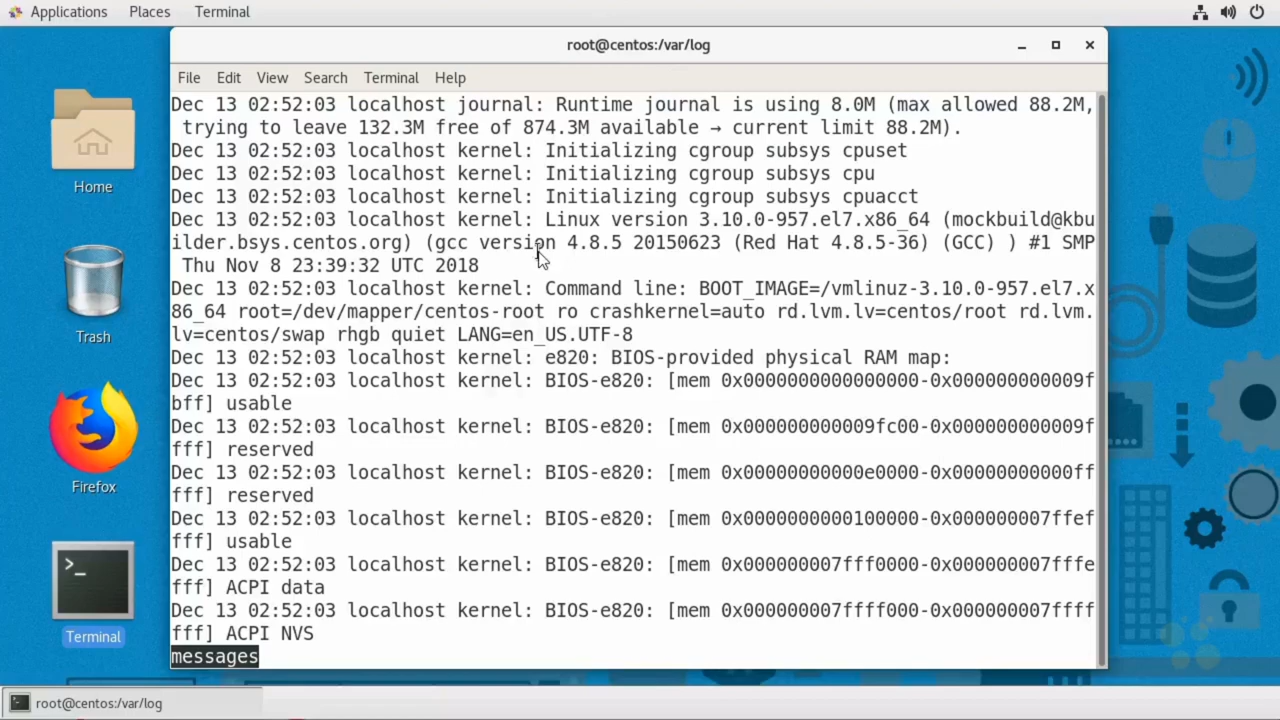 Applications Places Terminal
root@centos:/var/log
File Edit View Search Terminal Help
Dec 13 02:52:03 localhost journal: Runtime journal is using 8.0M (max allowed 88.2M,
 trying to leave 132.3M free of 874.3M available → current limit 88.2M).
Dec 13 02:52:03 localhost kernel: Initializing cgroup subsys cpuset
Dec 13 02:52:03 localhost kernel: Initializing cgroup subsys cpu
Dec 13 02:52:03 localhost kernel: Initializing cgroup subsys cpuacct
Dec 13 02:52:03 localhost kernel: Linux version 3.10.0-957.el7.x86_64 (mockbuild@kbu
ilder.bsys.centos.org) (gcc version 4.8.5 20150623 (Red Hat 4.8.5-36) (GCC) ) #1 SMP
 Thu Nov 8 23:39:32 UTC 2018
Dec 13 02:52:03 localhost kernel: Command line: BOOT_IMAGE=/vmlinuz-3.10.0-957.el7.x
86_64 root=/dev/mapper/centos-root ro crashkernel=auto rd.lvm.lv=centos/root rd.lvm.
lv=centos/swap rhgb quiet LANG=en_US.UTF-8
Dec 13 02:52:03 localhost kernel: e820: BIOS-provided physical RAM map:
Dec 13 02:52:03 localhost kernel: BIOS-e820: [mem 0x0000000000000000-0x000000000009f
bff] usable
Dec 13 02:52:03 localhost kernel: BIOS-e820: [mem 0x000000000009fc00-0x000000000009f
fff] reserved
Dec 13 02:52:03 localhost kernel: BIOS-e820: [mem 0x00000000000e0000-0x00000000000ff
fff] reserved
Dec 13 02:52:03 localhost kernel: BIOS-e820: [mem 0x0000000000100000-0x000000007ffef
fff] usable
Dec 13 02:52:03 localhost kernel: BIOS-e820: [mem 0x000000007fff0000-0x000000007fffe
fff] ACPI data
Dec 13 02:52:03 localhost kernel: BIOS-e820: [mem 0x000000007ffff000-0x000000007ffff
fff] ACPI NVS
messages
Home
Trash
Firefox
>_
Terminal
root@centos:/var/log